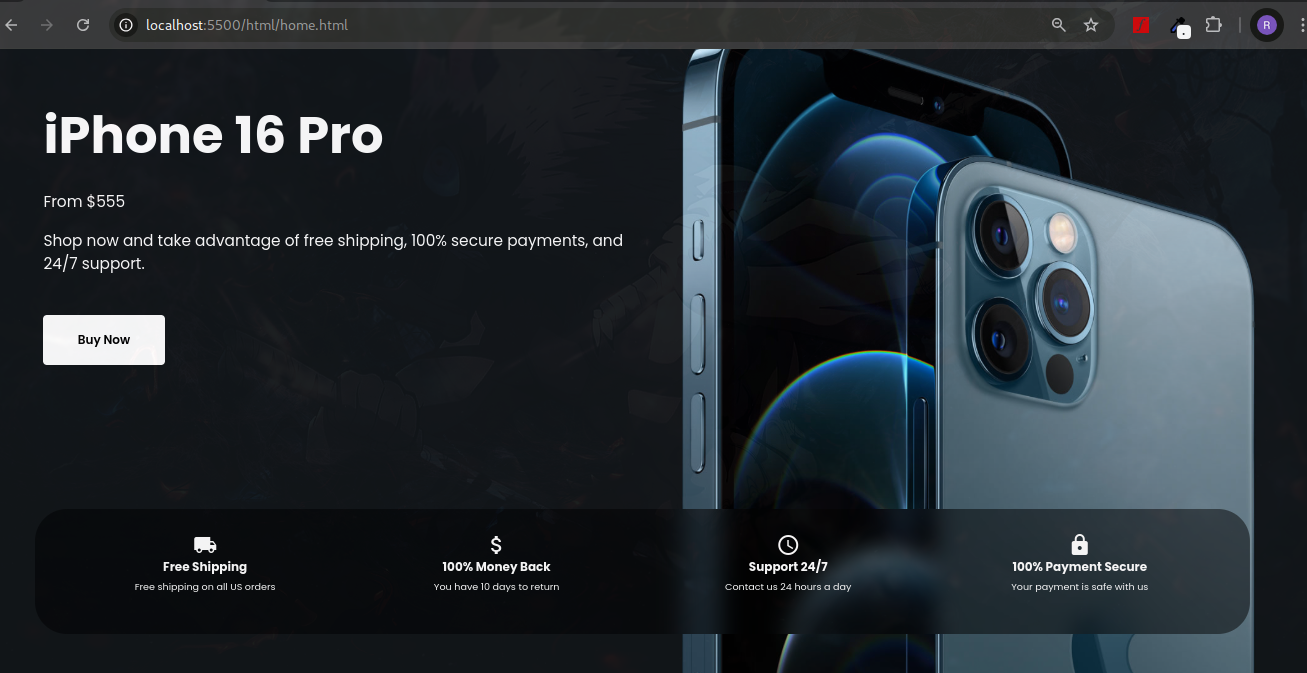 localhost:5500/html/home.html
R
iPhone 16 Pro
From $555
Shop now and take advantage of free shipping, 100% secure payments, and
24/7 support.
Buy Now
Free Shipping
Free shipping on all US orders
100% Money Back
You have 10 days to return
Support 24/7
Contact us 24 hours a day
100% Payment Secure
Your payment is safe with us